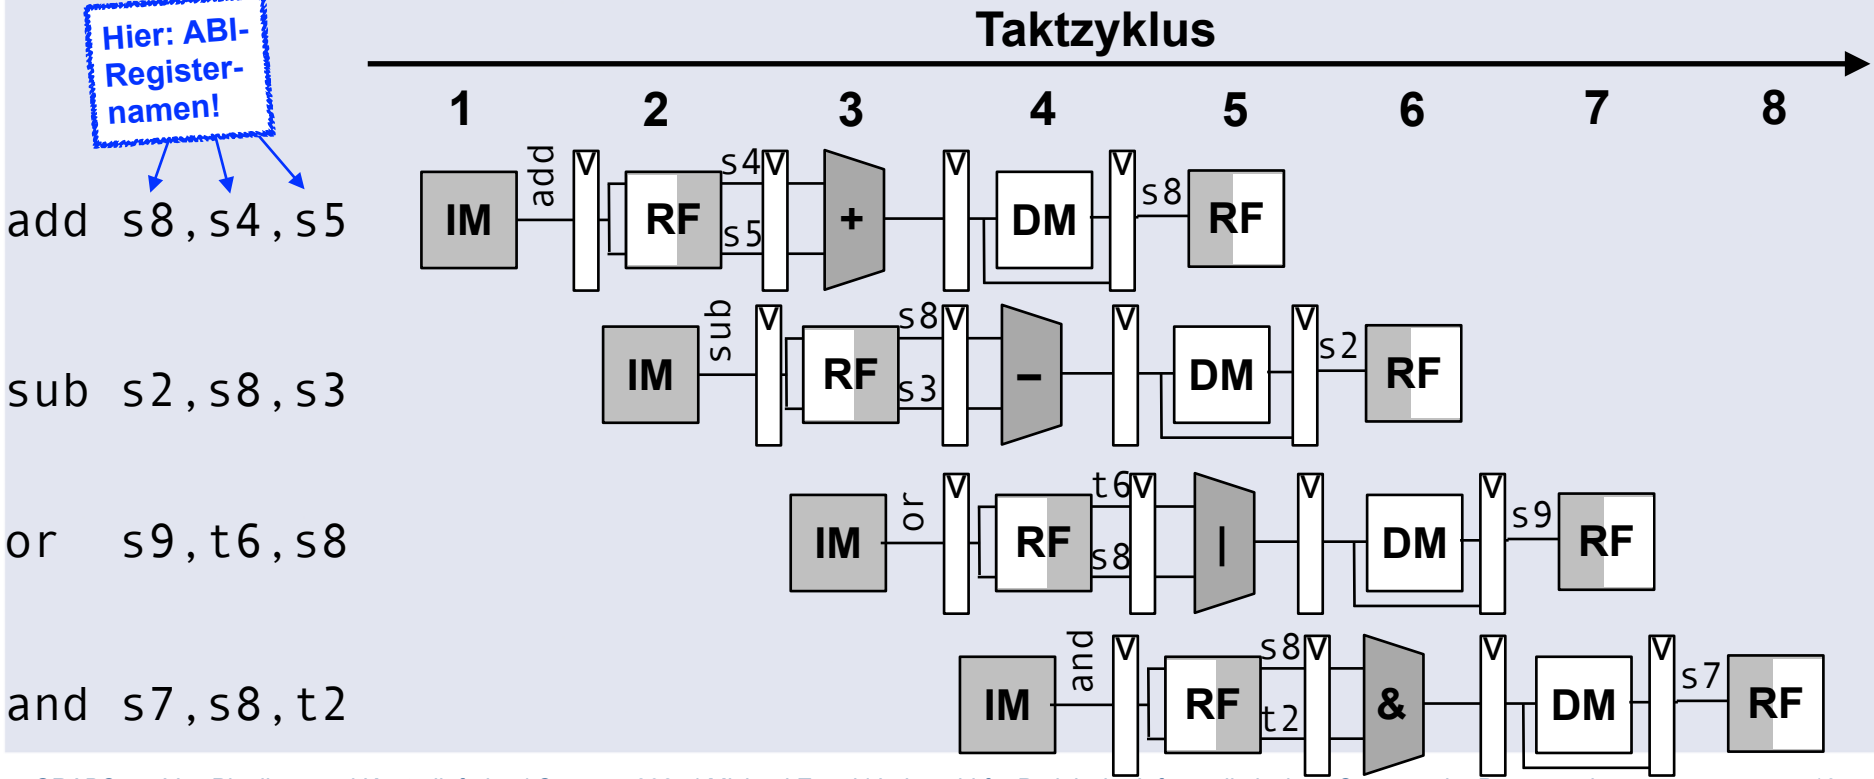 Hier: ABI-
Register-
namen!
Taktzyklus
1 2 3 4 5 6 7 8
add s8,s4,s5
IM add V RF s4 s5 V + V DM V s8 RF
sub s2,s8,s3
IM sub V RF s8 s3 V – V DM V s2 RF
or s9,t6,s8
IM or V RF t6 s8 V | V DM V s9 RF
and s7,s8,t2
IM and V RF s8 t2 V & V DM V s7 RF